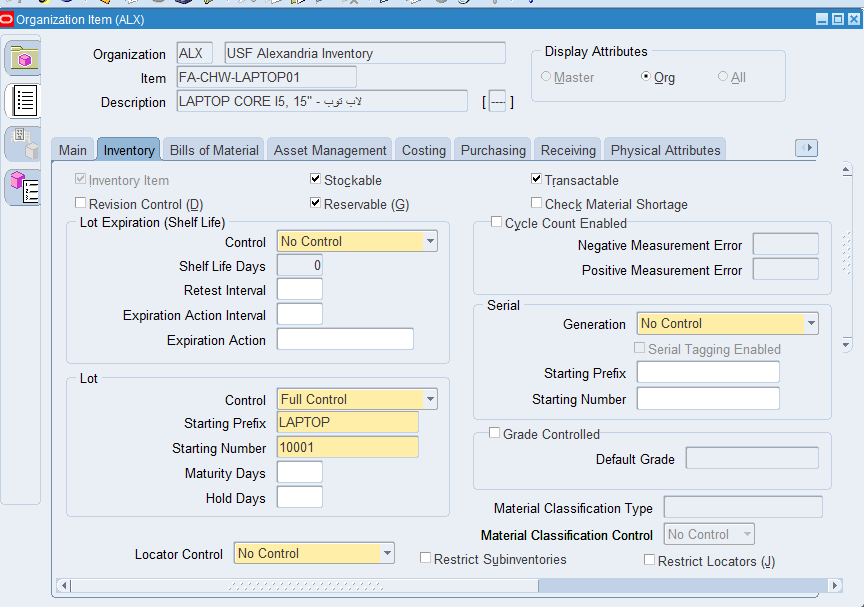 Organization Item (ALX)
Organization ALX USF Alexandria Inventory
Item FA-CHW-LAPTOP01
Description LAPTOP CORE I5, 15" - لاب توب
[ ---- ]
Display Attributes
Master Org All
Main Inventory Bills of Material Asset Management Costing Purchasing Receiving Physical Attributes
Inventory Item Stockable Transactable
Revision Control (D) Reservable (G) Check Material Shortage
Lot Expiration (Shelf Life)
Control No Control
Shelf Life Days 0
Retest Interval
Expiration Action Interval
Expiration Action
Cycle Count Enabled
Negative Measurement Error
Positive Measurement Error
Serial
Generation No Control
Serial Tagging Enabled
Starting Prefix
Starting Number
Lot
Control Full Control
Starting Prefix LAPTOP
Starting Number 10001
Maturity Days
Hold Days
Grade Controlled
Default Grade
Material Classification Type
Material Classification Control No Control
Locator Control No Control
Restrict Subinventories Restrict Locators (J)